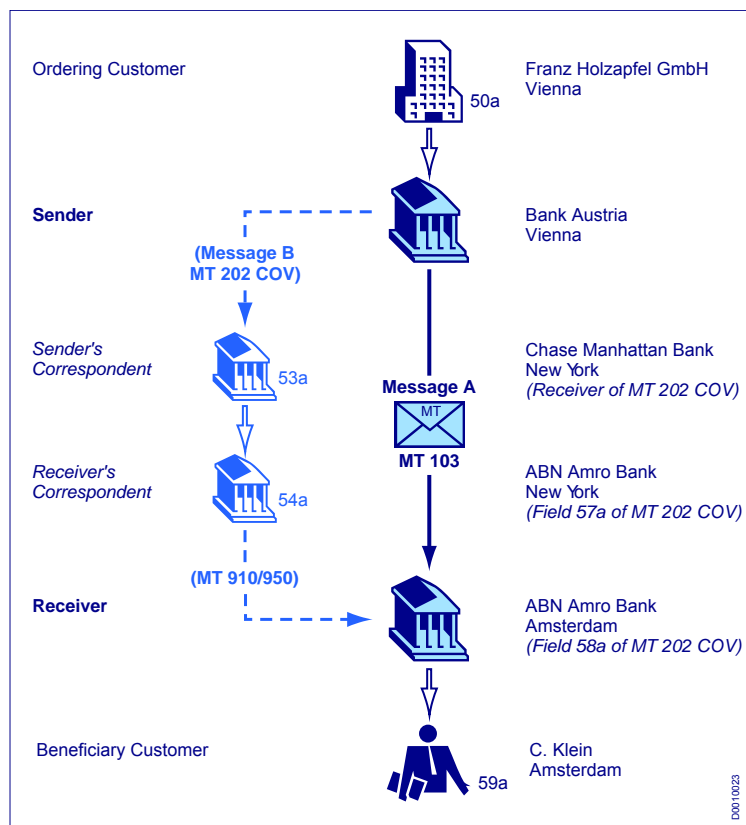 Ordering Customer
50a
Franz Holzapfel GmbH
Vienna
Sender
Bank Austria
Vienna
(Message B
MT 202 COV)
Sender's
Correspondent
53a
Chase Manhattan Bank
New York
(Receiver of MT 202 COV)
Message A
MT
MT 103
Receiver's
Correspondent
54a
ABN Amro Bank
New York
(Field 57a of MT 202 COV)
(MT 910/950)
Receiver
ABN Amro Bank
Amsterdam
(Field 58a of MT 202 COV)
Beneficiary Customer
59a
C. Klein
Amsterdam
D0010023